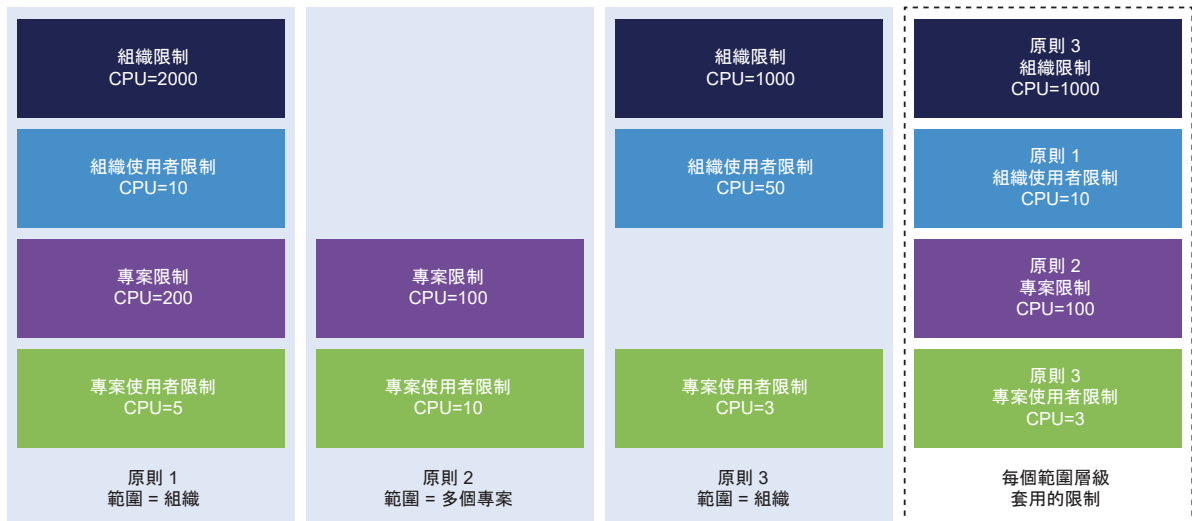 組織限制
CPU=2000
組織使用者限制
CPU=10
專案限制
CPU=200
專案使用者限制
CPU=5
原則 1
範圍 = 組織
專案限制
CPU=100
專案使用者限制
CPU=10
原則 2
範圍 = 多個專案
組織限制
CPU=1000
組織使用者限制
CPU=50
專案使用者限制
CPU=3
原則 3
範圍 = 組織
原則 3
組織限制
CPU=1000
原則 1
組織使用者限制
CPU=10
原則 2
專案限制
CPU=100
原則 3
專案使用者限制
CPU=3
每個範圍層級
套用的限制